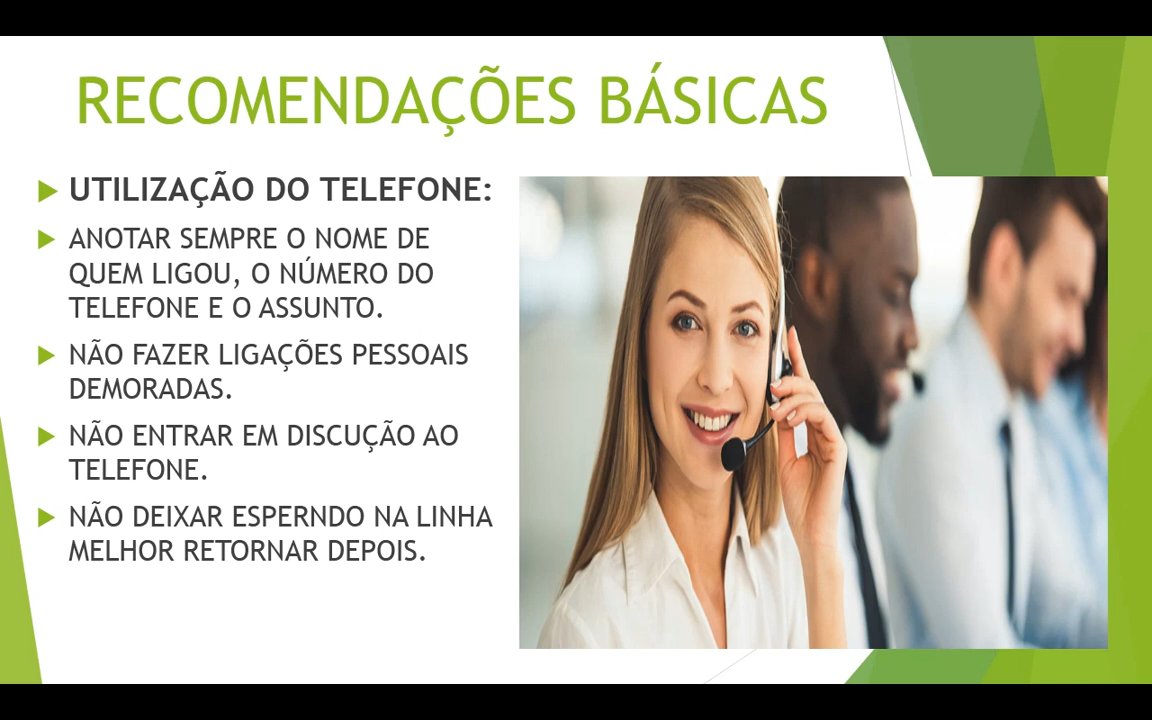 RECOMENDAÇÕES BÁSICAS
UTILIZAÇÃO DO TELEFONE:
ANOTAR SEMPRE O NOME DE
QUEM LIGOU, O NÚMERO DO
TELEFONE E O ASSUNTO.
NÃO FAZER LIGAÇÕES PESSOAIS
DEMORADAS.
NÃO ENTRAR EM DISCUÇÃO AO
TELEFONE.
NÃO DEIXAR ESPERNDO NA LINHA
MELHOR RETORNAR DEPOIS.